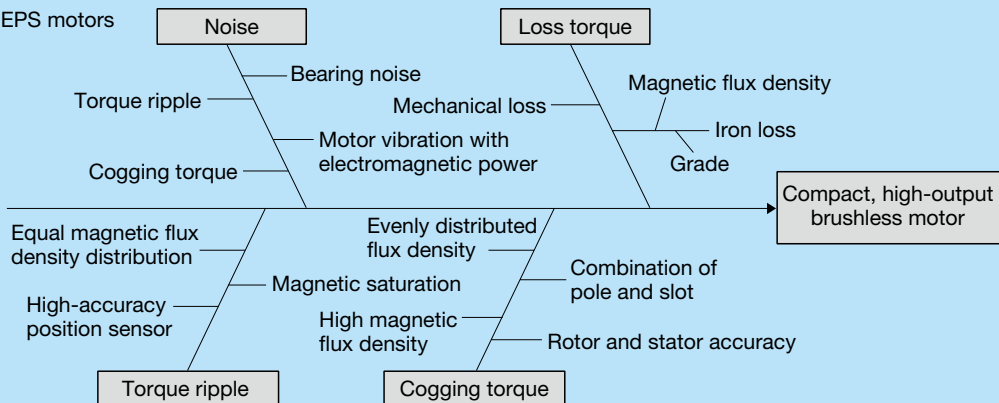 EPS motors
Noise
Loss torque
Bearing noise
Torque ripple
Motor vibration with
electromagnetic power
Cogging torque
Mechanical loss
Magnetic flux density
Iron loss
Grade
Compact, high-output
brushless motor
Equal magnetic flux
density distribution
Magnetic saturation
High-accuracy
position sensor
Evenly distributed
flux density
Combination of
pole and slot
High magnetic
flux density
Rotor and stator accuracy
Torque ripple
Cogging torque